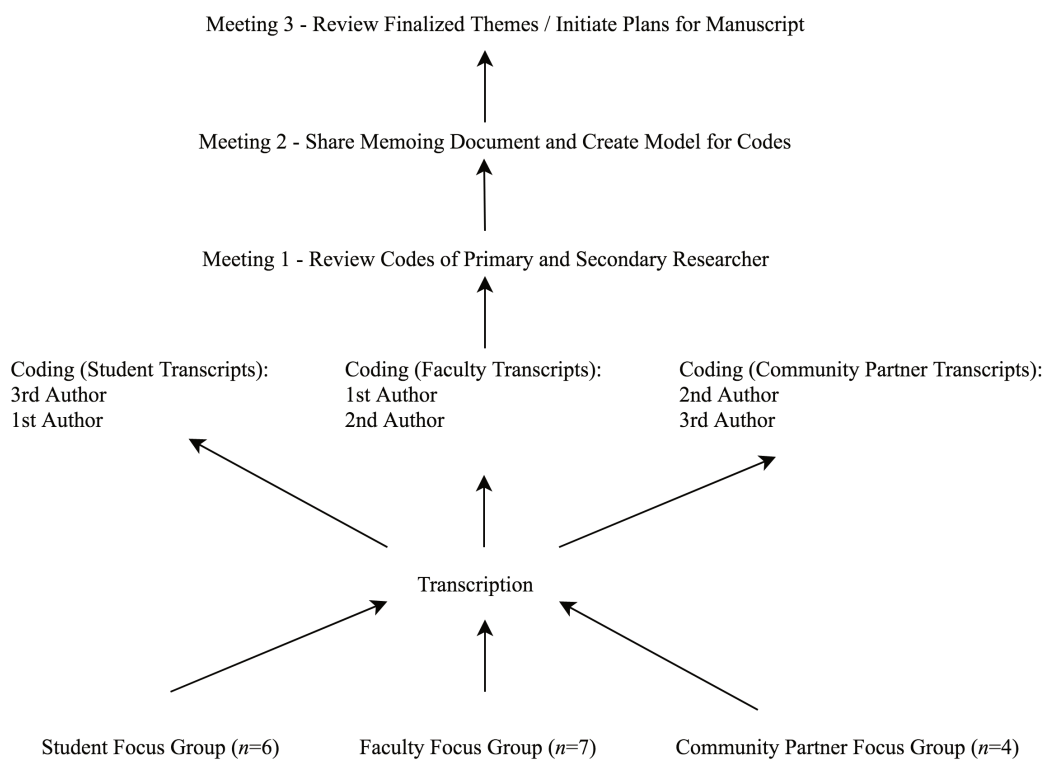 Meeting 3 - Review Finalized Themes / Initiate Plans for Manuscript
Meeting 2 - Share Memoing Document and Create Model for Codes
Meeting 1 - Review Codes of Primary and Secondary Researcher
Coding (Student Transcripts):
3rd Author
1st Author
Coding (Faculty Transcripts):
1st Author
2nd Author
Coding (Community Partner Transcripts):
2nd Author
3rd Author
Transcription
Student Focus Group (n=6)
Faculty Focus Group (n=7)
Community Partner Focus Group (n=4)